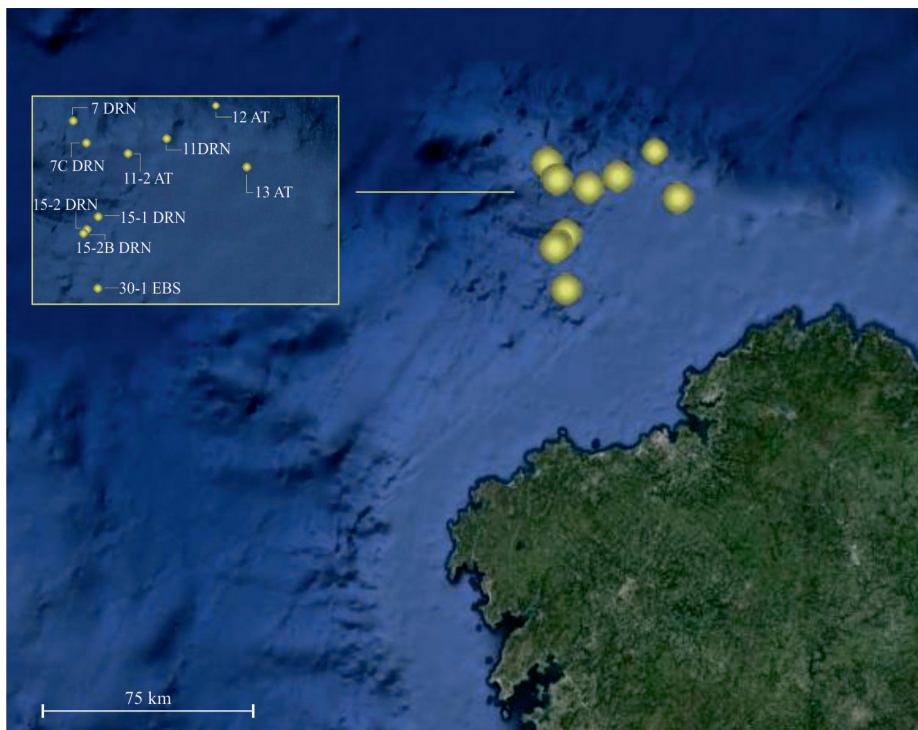 7 DRN
12 AT
7C DRN
11DRN
11-2 AT
13 AT
15-2 DRN
15-1 DRN
15-2B DRN
30-1 EBS
75 km